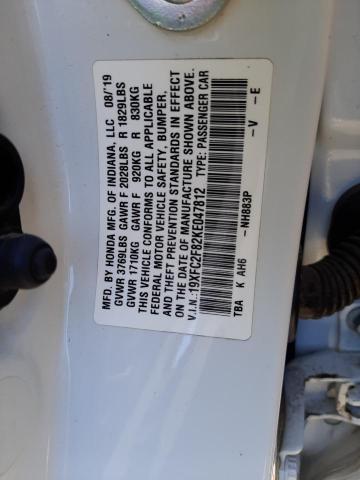 MFD. BY HONDA MFG. OF INDIANA, LLC 08/'19
GVWR 3769LBS GAWR F 2028LBS R 1829LBS
GVWR 1710KG GAWR F 920KG R 830KG
THIS VEHICLE CONFORMS TO ALL APPLICABLE
FEDERAL MOTOR VEHICLE SAFETY, BUMPER,
AND THEFT PREVENTION STANDARDS IN EFFECT
ON THE DATE OF MANUFACTURE SHOWN ABOVE.
V.I.N.:19XFC2F82KE047812 TYPE: PASSENGER CAR
TBA K AH6 -NH883P -V -E